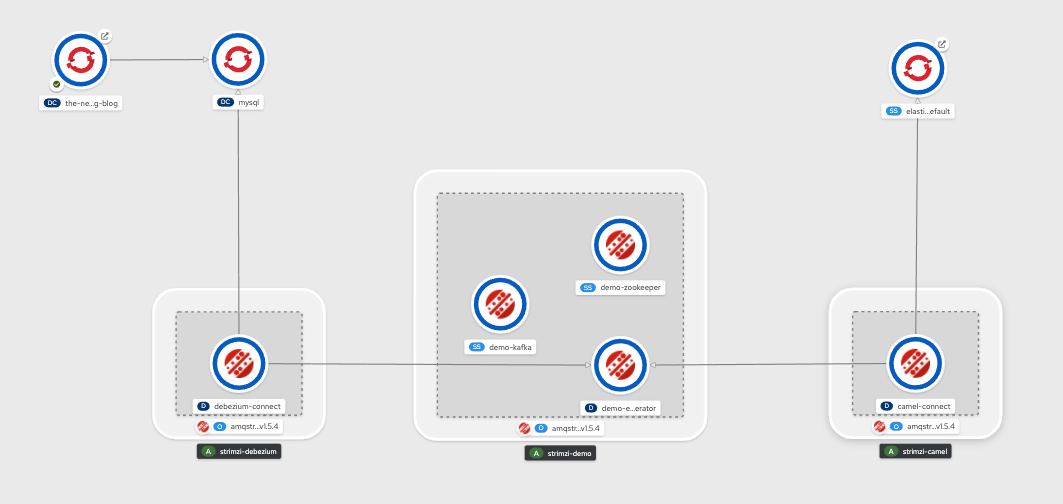 DC the-ne...g-blog
DC mysql
SS elasti...efault
SS demo-zookeeper
SS demo-kafka
D debezium-connect
O amqstr...v1.5.4
A strimzi-debezium
D demo-e...erator
O amqstr...v1.5.4
A strimzi-demo
D camel-connect
O amqstr...v1.5.4
A strimzi-camel